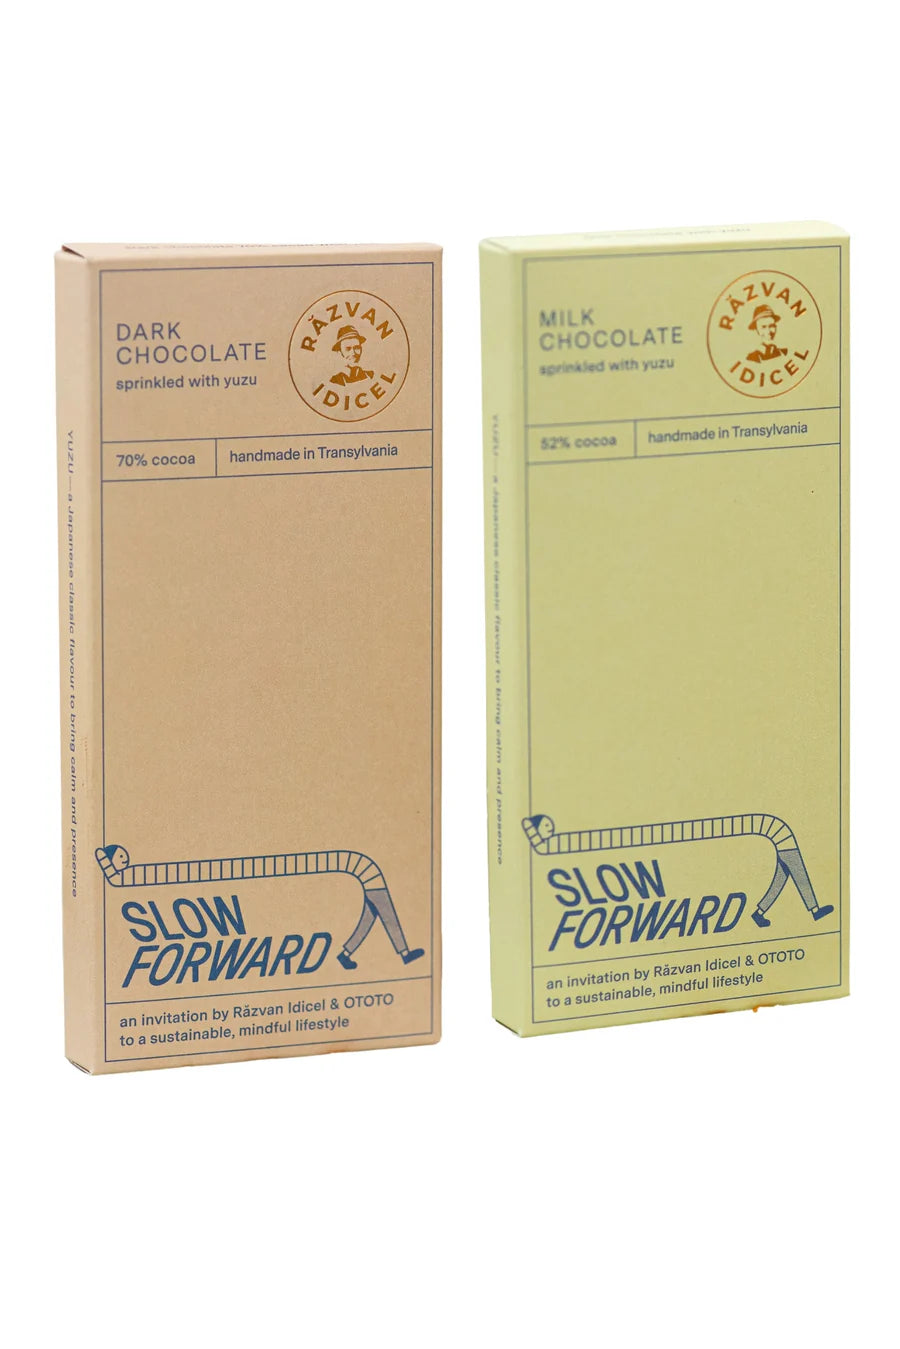 DARK
CHOCOLATE
sprinkled with yuzu
RĂZVAN
IDICEL
70% cocoa
handmade in Transylvania
YUZU—a Japanese classic flavour to bring calm and presence
SLOW
FORWARD
an invitation by Răzvan Idicel & OTOTO
to a sustainable, mindful lifestyle
MILK
CHOCOLATE
sprinkled with yuzu
RĂZVAN
IDICEL
52% cocoa
handmade in Transylvania
YUZU—a Japanese classic flavour to bring calm and presence
SLOW
FORWARD
an invitation by Răzvan Idicel & OTOTO
to a sustainable, mindful lifestyle